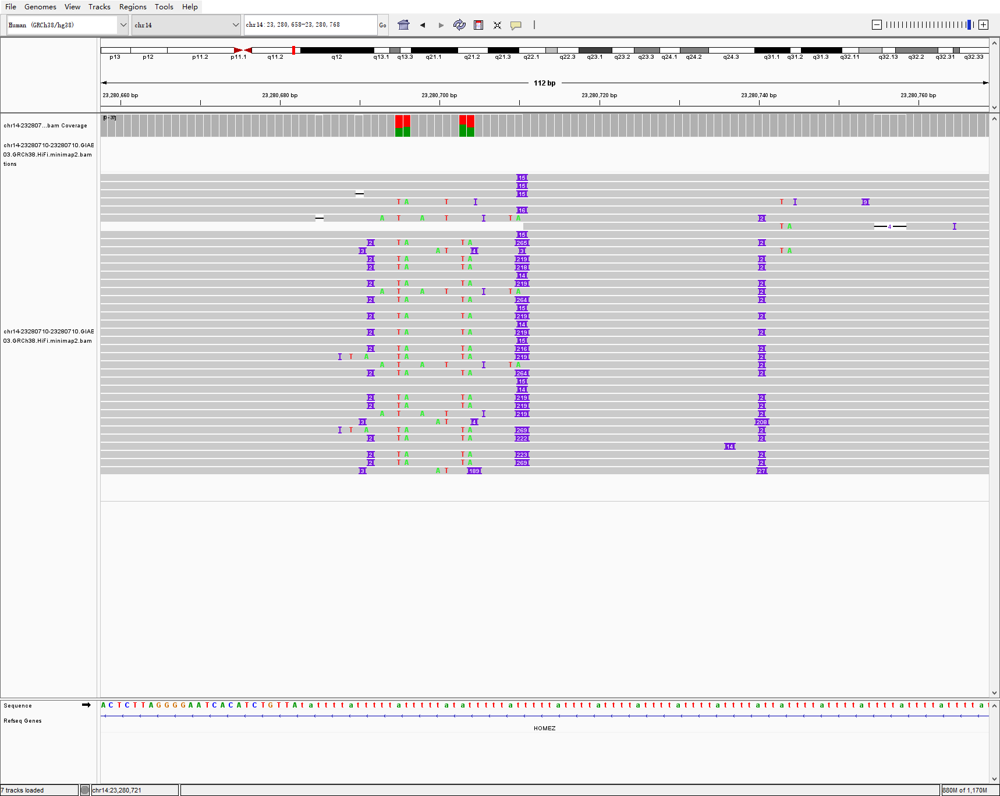 File Genomes View Tracks Regions Tools Help
Human (GRCh38/hg38) chr14 chr14:23,280,658-23,280,768 Go
p13 p12 p11.2 p11.1 q11.2 q12 q13.1 q13.3 q21.1 q21.2 q21.3 q22.1 q22.3 q23.1 q23.2 q23.3 q24.1 q24.2 q24.3 q31.1 q31.2 q31.3 q32.11 q32.13 q32.2 q32.31 q32.33
112 bp
23,280,660 bp 23,280,680 bp 23,280,700 bp 23,280,720 bp 23,280,740 bp 23,280,760 bp
[0 - 37]
chr14-232807...bam Coverage
chr14-23280710-23280710.GIAB
03.GRCh38.HiFi.minimap2.bam
tions
15
15
15
T A T I T I 9
16
A T A T I T A 2
T A 4 I
15
2 T A T A 265 2
3 A T 4 3 T A
2 T A T A 219 2
2 T A T A 218 2
14
2 T A T A 219 2
A T A T I T A 2
2 T A T A 264 2
15
2 T A T A 219 2
14
chr14-23280710-23280710.GIAB
2 T A T A 219 2
03.GRCh38.HiFi.minimap2.bam
15
2 T A T A 216 2
I T A T A T A 219 2
A T A T I T A 2
2 T A T A 264 2
15
14
2 T A T A 219 2
2 T A T A 219 2
A T A T I 219 2
3 A T 4 208
I T A T A T A 269 2
2 T A T A 222 2
14
2 T A T A 223 2
2 T A T A 269 2
3 A T 189 27
Sequence A C T C T T A G G G G A A T C A C A T C T G T T A t a t t t t a t t t t t a t t t t t a t a t t t t a t t t t t a t t t t a t t t t a t t t t a t t t t a t t t t a t t a t t t t a t t t t a t t t t a t t t t a t
Refseq Genes
HOMEZ
7 tracks loaded chr14:23,280,721 880M of 1,170M